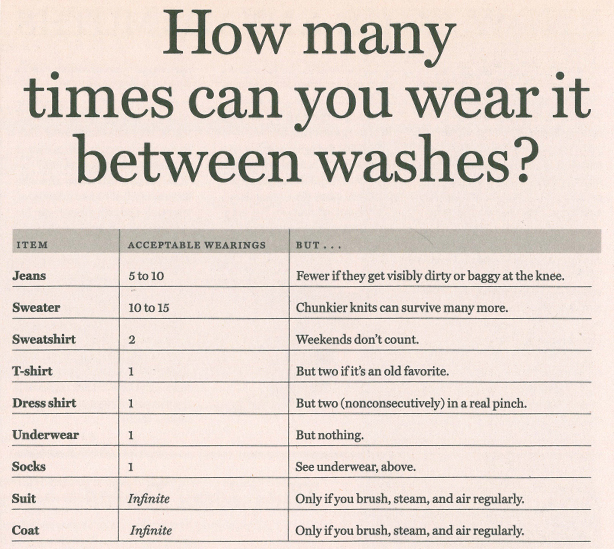 How many
times can you wear it
between washes?
ITEM ACCEPTABLE WEARINGS BUT . . .
Jeans 5 to 10 Fewer if they get visibly dirty or baggy at the knee.
Sweater 10 to 15 Chunkier knits can survive many more.
Sweatshirt 2 Weekends don't count.
T-shirt 1 But two if it's an old favorite.
Dress shirt 1 But two (nonconsecutively) in a real pinch.
Underwear 1 But nothing.
Socks 1 See underwear, above.
Suit Infinite Only if you brush, steam, and air regularly.
Coat Infinite Only if you brush, steam, and air regularly.